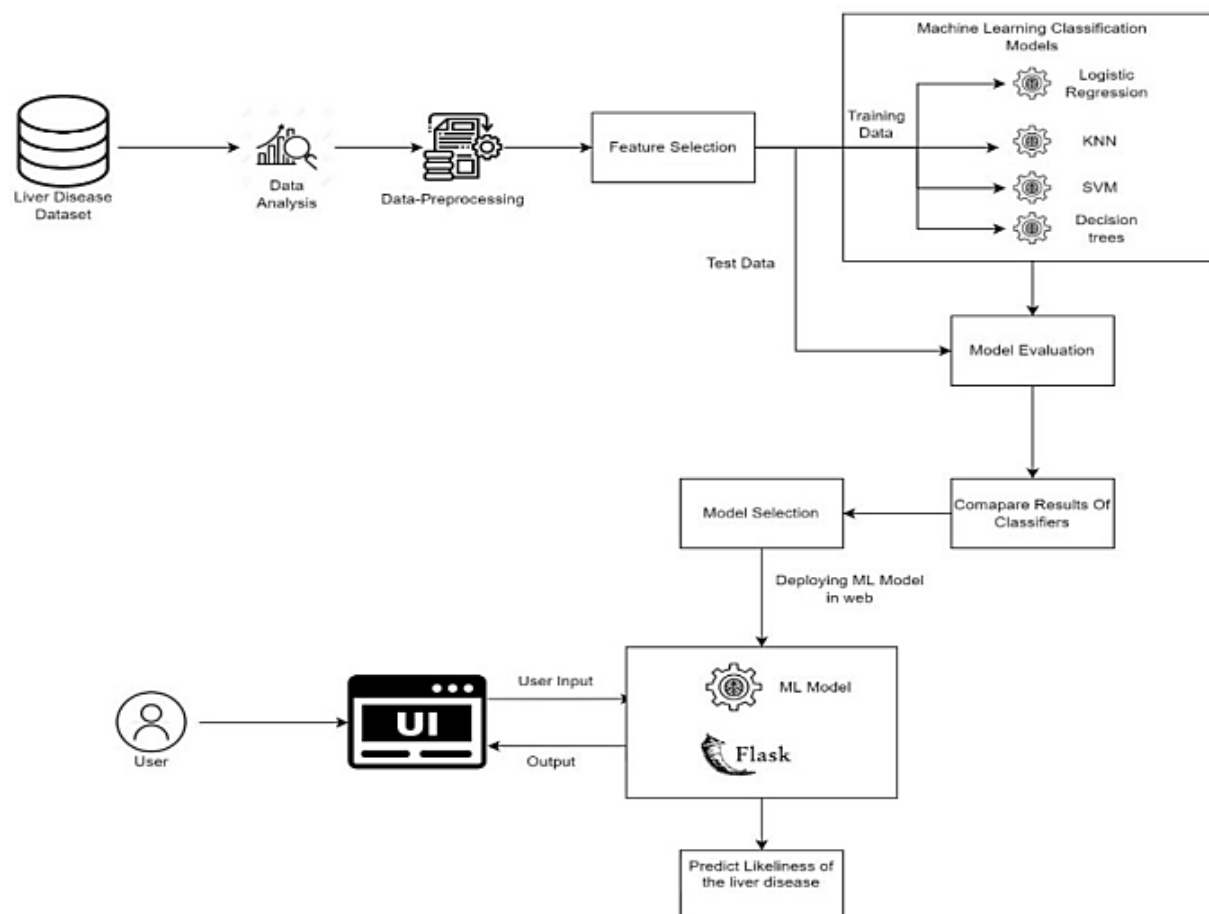 Machine Learning Classification
Models
Logistic
Regression
KNN
SVM
Decision
trees
Training
Data
Feature Selection
Liver Disease
Dataset
Data
Analysis
Data-Preprocessing
Test Data
Model Evaluation
Comapare Results Of
Classifiers
Model Selection
Deploying ML Model
in web
ML Model
Flask
User Input
UI
Output
User
Predict Likeliness of
the liver disease